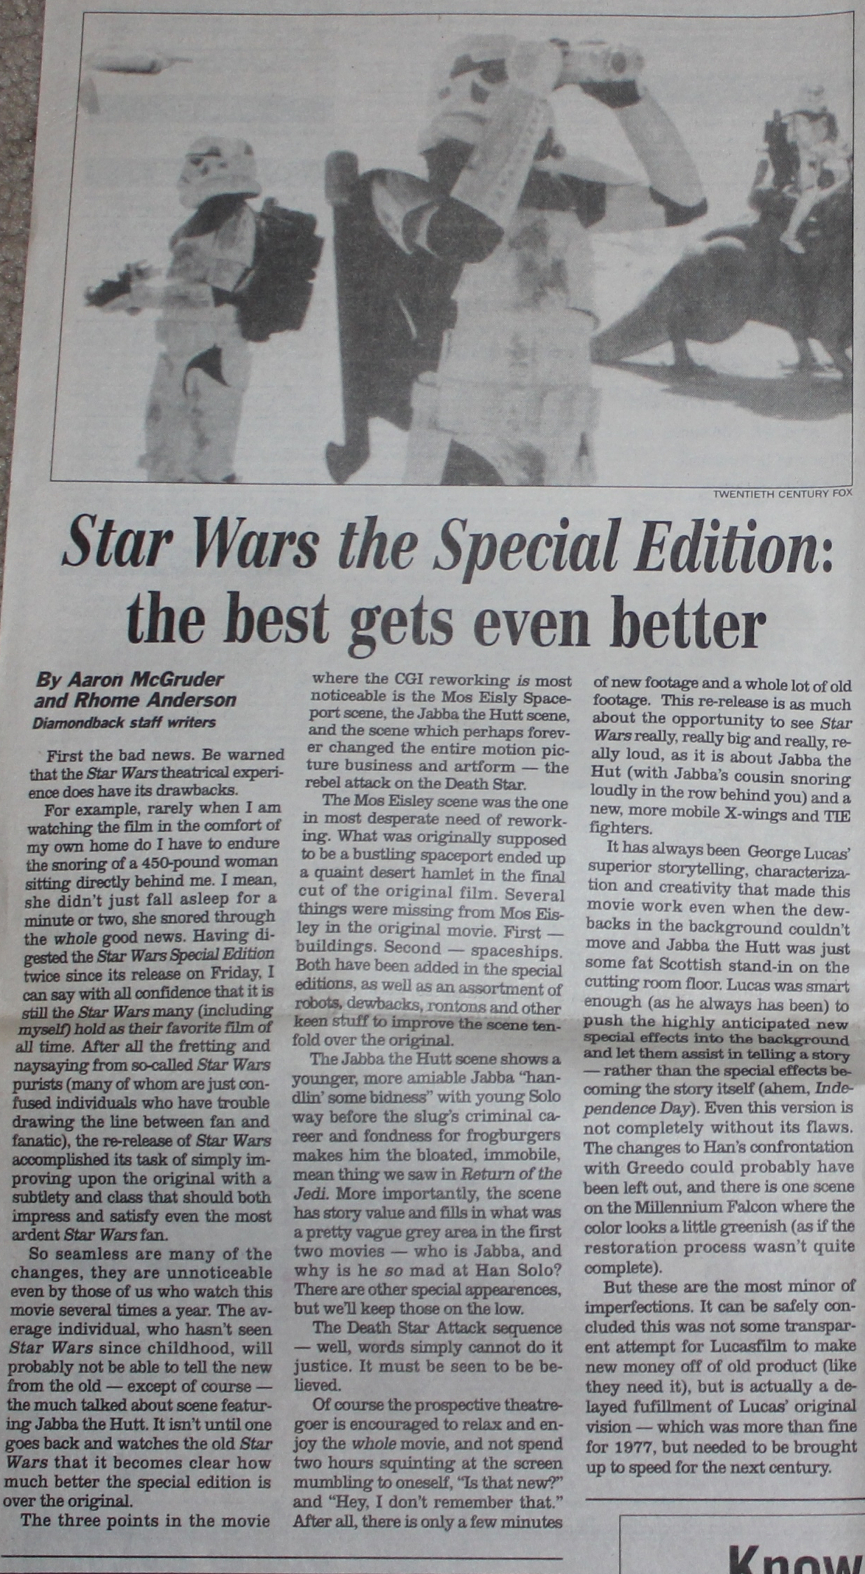 TWENTIETH CENTURY FOX
Star Wars the Special Edition:
the best gets even better
By Aaron McGruder
and Rhome Anderson
Diamondback staff writers
First the bad news. Be warned
that the Star Wars theatrical experi-
ence does have its drawbacks.
For example, rarely when I am
watching the film in the comfort of
my own home do I have to endure
the snoring of a 450-pound woman
sitting directly behind me. I mean,
she didn't just fall asleep for a
minute or two, she snored through
the whole good news. Having di-
gested the Star Wars Special Edition
twice since its release on Friday, I
can say with all confidence that it is
still the Star Wars many (including
myself) hold as their favorite film of
all time. After all the fretting and
naysaying from so-called Star Wars
purists (many of whom are just con-
fused individuals who have trouble
drawing the line between fan and
fanatic), the re-release of Star Wars
accomplished its task of simply im-
proving upon the original with a
subtlety and class that should both
impress and satisfy even the most
ardent Star Wars fan.
So seamless are many of the
changes, they are unnoticeable
even by those of us who watch this
movie several times a year. The av-
erage individual, who hasn't seen
Star Wars since childhood, will
probably not be able to tell the new
from the old — except of course —
the much talked about scene featur-
ing Jabba the Hutt. It isn't until one
goes back and watches the old Star
Wars that it becomes clear how
much better the special edition is
over the original.
The three points in the movie
where the CGI reworking is most
noticeable is the Mos Eisly Space-
port scene, the Jabba the Hutt scene,
and the scene which perhaps forev-
er changed the entire motion pic-
ture business and artform — the
rebel attack on the Death Star.
The Mos Eisley scene was the one
in most desperate need of rework-
ing. What was originally supposed
to be a bustling spaceport ended up
a quaint desert hamlet in the final
cut of the original film. Several
things were missing from Mos Eis-
ley in the original movie. First —
buildings. Second — spaceships.
Both have been added in the special
editions, as well as an assortment of
robots, dewbacks, rontons and other
keen stuff to improve the scene ten-
fold over the original.
The Jabba the Hutt scene shows a
younger, more amiable Jabba "han-
dlin' some bidness" with young Solo
way before the slug's criminal ca-
reer and fondness for frogburgers
makes him the bloated, immobile,
mean thing we saw in Return of the
Jedi. More importantly, the scene
has story value and fills in what was
a pretty vague grey area in the first
two movies — who is Jabba, and
why is he so mad at Han Solo?
There are other special appearences,
but we'll keep those on the low.
The Death Star Attack sequence
— well, words simply cannot do it
justice. It must be seen to be be-
lieved.
Of course the prospective theatre-
goer is encouraged to relax and en-
joy the whole movie, and not spend
two hours squinting at the screen
mumbling to oneself, "Is that new?"
and "Hey, I don't remember that."
After all, there is only a few minutes
of new footage and a whole lot of old
footage. This re-release is as much
about the opportunity to see Star
Wars really, really big and really, re-
ally loud, as it is about Jabba the
Hut (with Jabba's cousin snoring
loudly in the row behind you) and a
new, more mobile X-wings and TIE
fighters.
It has always been George Lucas'
superior storytelling, characteriza-
tion and creativity that made this
movie work even when the dew-
backs in the background couldn't
move and Jabba the Hutt was just
some fat Scottish stand-in on the
cutting room floor. Lucas was smart
enough (as he always has been) to
push the highly anticipated new
special effects into the background
and let them assist in telling a story
— rather than the special effects be-
coming the story itself (ahem, Inde-
pendence Day). Even this version is
not completely without its flaws.
The changes to Han's confrontation
with Greedo could probably have
been left out, and there is one scene
on the Millennium Falcon where the
color looks a little greenish (as if the
restoration process wasn't quite
complete).
But these are the most minor of
imperfections. It can be safely con-
cluded this was not some transpar-
ent attempt for Lucasfilm to make
new money off of old product (like
they need it), but is actually a de-
layed fufillment of Lucas' original
vision — which was more than fine
for 1977, but needed to be brought
up to speed for the next century.
Know